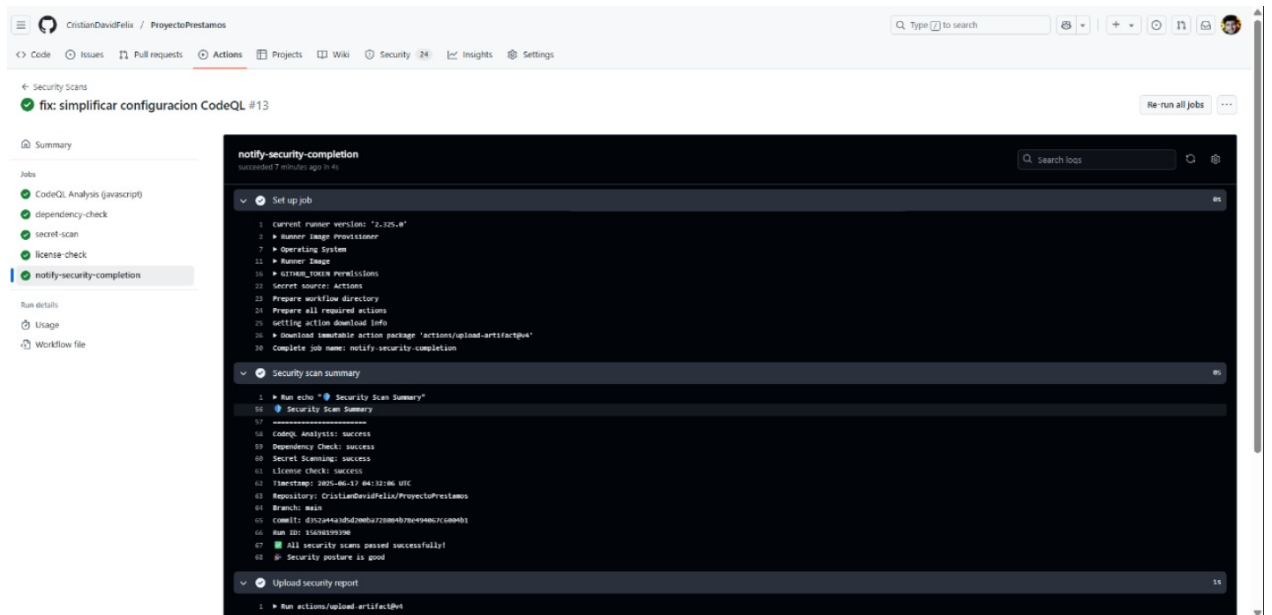 CristianDavidFelix / ProyectoPrestamos
Type / to search
Code Issues Pull requests Actions Projects Wiki Security 24 Insights Settings
← Security Scans
fix: simplificar configuracion CodeQL #13
Re-run all jobs
Summary
Jobs
CodeQL Analysis (javascript)
dependency-check
secret-scan
license-check
notify-security-completion
Run details
Usage
Workflow file
notify-security-completion
succeeded 7 minutes ago in 4s
Search logs
Set up job 0s
1 Current runner version: '2.325.0'
2 ▶ Runner Image Provisioner
7 ▶ Operating System
11 ▶ Runner Image
16 ▶ GITHUB_TOKEN Permissions
22 Secret source: Actions
23 Prepare workflow directory
24 Prepare all required actions
25 Getting action download info
26 ▶ Download immutable action package 'actions/upload-artifact@v4'
30 Complete job name: notify-security-completion
Security scan summary 0s
1 ▶ Run echo "🛡️ Security Scan Summary"
56 🛡️ Security Scan Summary
57 =======================
58 CodeQL Analysis: success
59 Dependency Check: success
60 Secret Scanning: success
61 License Check: success
62 Timestamp: 2025-06-17 04:32:06 UTC
63 Repository: CristianDavidFelix/ProyectoPrestamos
64 Branch: main
65 Commit:
66 Run ID: 15698199390
67 ✅ All security scans passed successfully!
68 🎉 Security posture is good
Upload security report 1s
1 ▶ Run actions/upload-artifact@v4